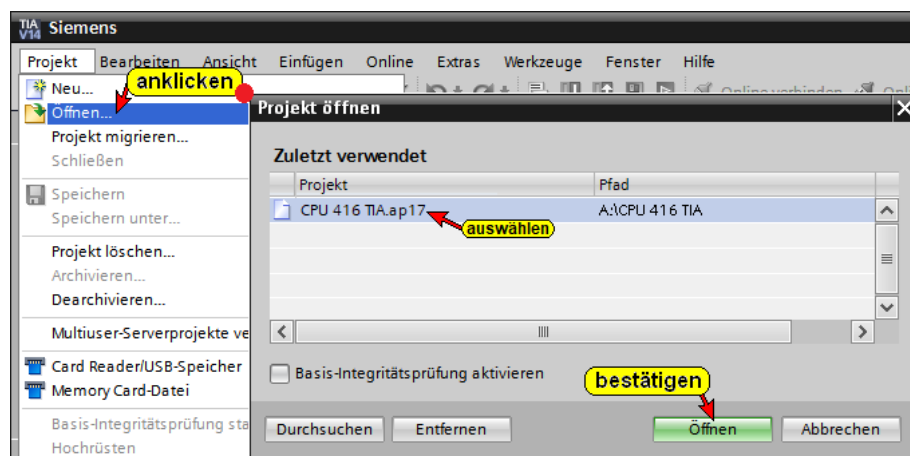 TIA V14 Siemens
Projekt Bearbeiten Ansicht Einfügen Online Extras Werkzeuge Fenster Hilfe
Neu...
anklicken
Online verbinden
Öffnen...
Projekt migrieren...
Schließen
Speichern
Speichern unter...
Projekt löschen...
Archivieren...
Dearchivieren...
Multiuser-Serverprojekte ve
Card Reader/USB-Speicher
Memory Card-Datei
Basis-Integritätsprüfung sta
Hochrüsten
Projekt öffnen
Zuletzt verwendet
Projekt Pfad
CPU 416 TIA.ap17 A:\CPU 416 TIA
auswählen
Basis-Integritätsprüfung aktivieren
bestätigen
Durchsuchen Entfernen Öffnen Abbrechen